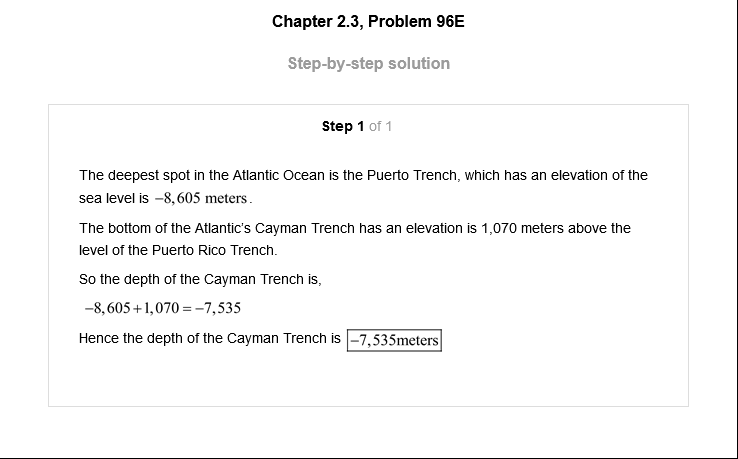 Chapter 2.3, Problem 96E
Step-by-step solution
Step 1 of 1
The deepest spot in the Atlantic Ocean is the Puerto Trench, which has an elevation of the
sea level is −8,605 meters.
The bottom of the Atlantic's Cayman Trench has an elevation is 1,070 meters above the
level of the Puerto Rico Trench.
So the depth of the Cayman Trench is,
−8,605+1,070=−7,535
Hence the depth of the Cayman Trench is −7,535meters